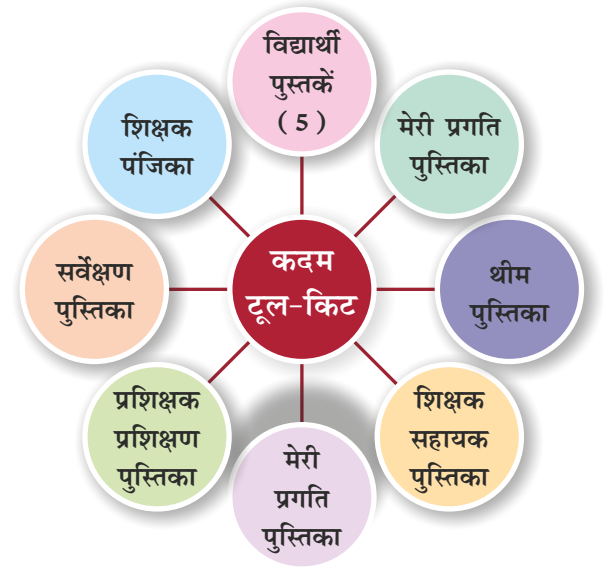 विद्यार्थी
पुस्तकें
( 5 )
मेरी प्रगति
पुस्तिका
थीम
पुस्तिका
शिक्षक
सहायक
पुस्तिका
मेरी
प्रगति
पुस्तिका
प्रशिक्षक
प्रशिक्षण
पुस्तिका
सर्वेक्षण
पुस्तिका
शिक्षक
पंजिका
कदम
टूल-किट